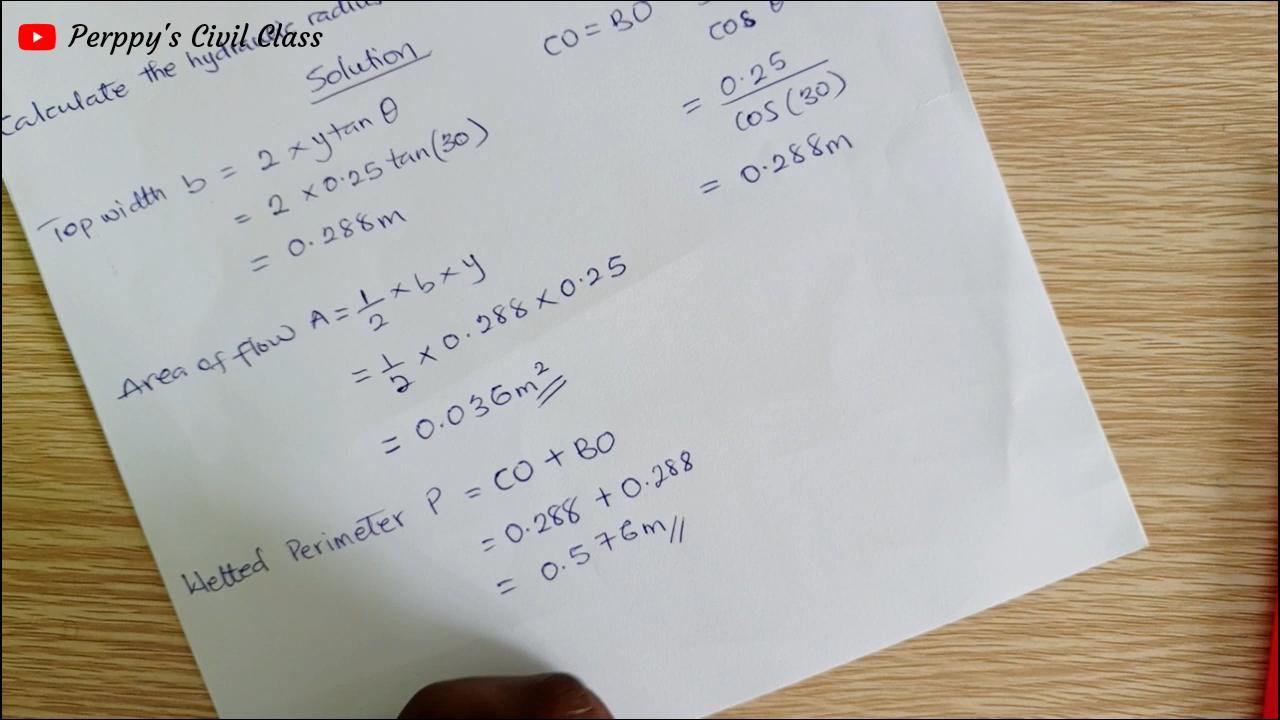 Perppy's Civil Class
Calculate the hydraulic radius
Solution
Top width b = 2 × y tan θ
= 2 × 0.25 tan(30)
= 0.288m
CO = BO
cos θ
= 0.25
cos(30)
= 0.288m
Area of flow A = 1/2 × b × y
= 1/2 × 0.288 × 0.25
= 0.036m²
Wetted Perimeter P = CO + BO
= 0.288 + 0.288
= 0.576m//